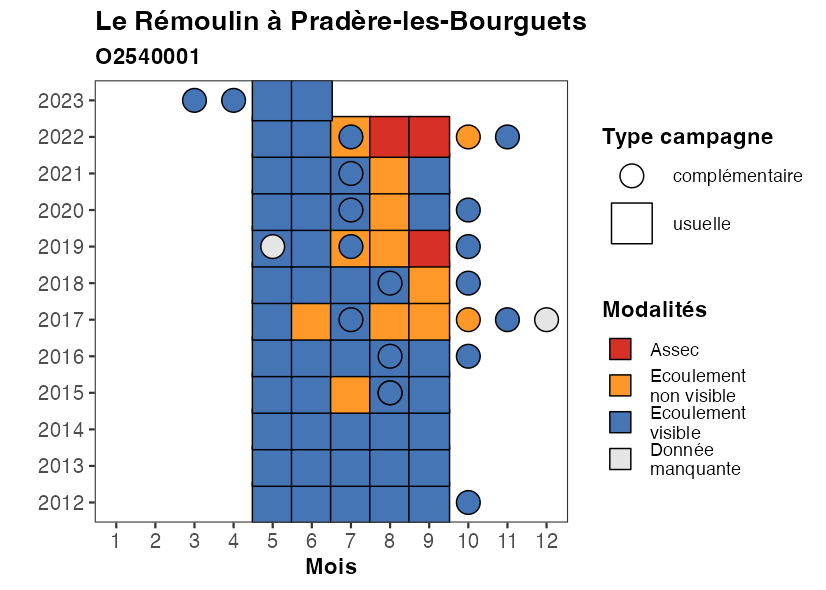 Le Rémoulin à Pradère-les-Bourguets
O2540001
2023
2022
2021
2020
2019
2018
2017
2016
2015
2014
2013
2012
1 2 3 4 5 6 7 8 9 10 11 12
Mois
Type campagne
complémentaire
usuelle
Modalités
Assec
Ecoulement
non visible
Ecoulement
visible
Donnée
manquante